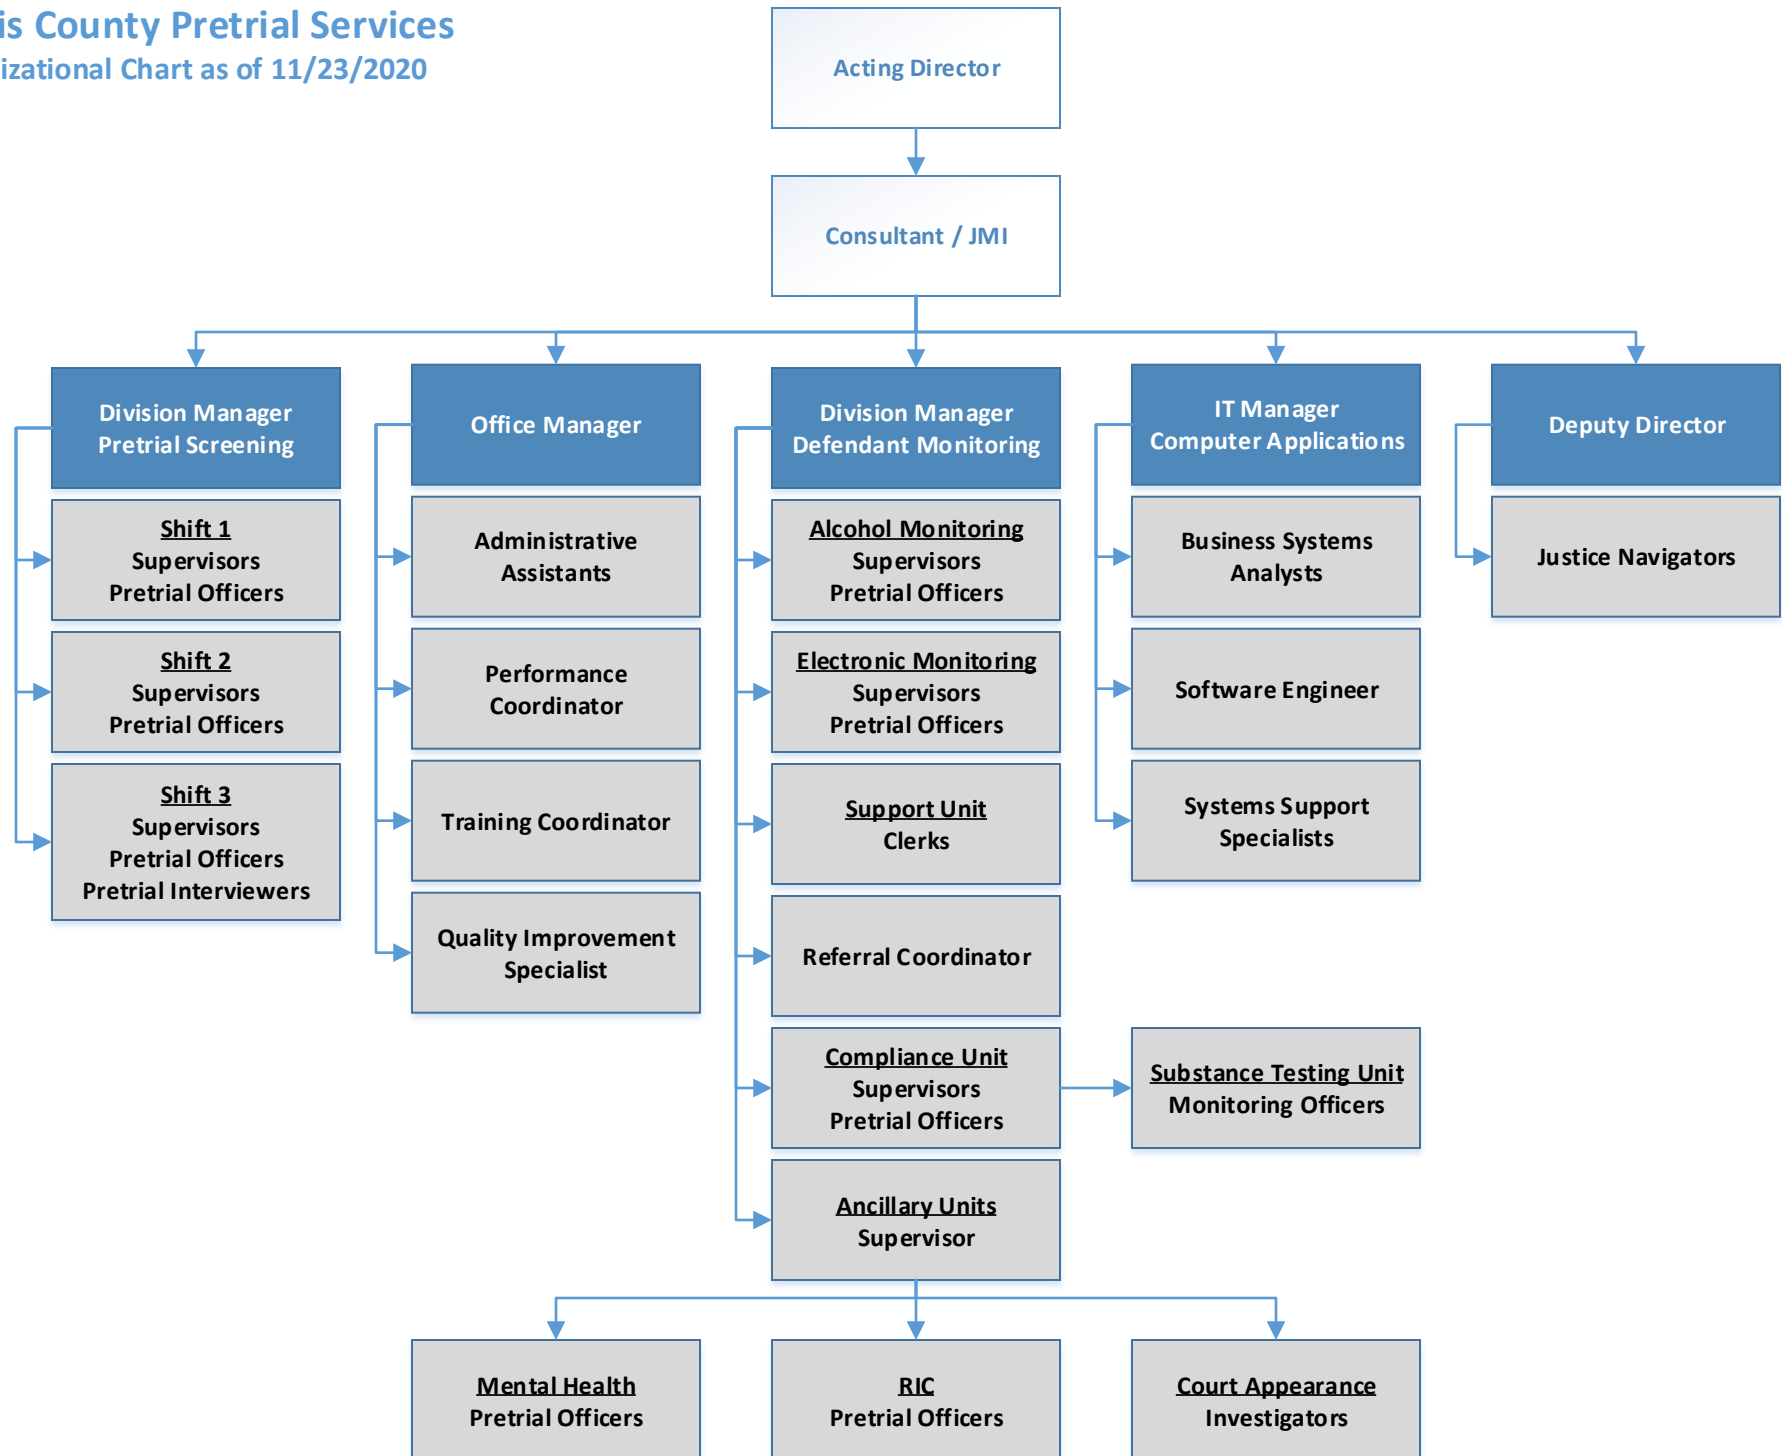 is County Pretrial Services
izational Chart as of 11/23/2020
Acting Director
Consultant / JMI
Division Manager
Pretrial Screening
Office Manager
Division Manager
Defendant Monitoring
IT Manager
Computer Applications
Deputy Director
Shift 1
Supervisors
Pretrial Officers
Administrative
Assistants
Alcohol Monitoring
Supervisors
Pretrial Officers
Business Systems
Analysts
Justice Navigators
Shift 2
Supervisors
Pretrial Officers
Performance
Coordinator
Electronic Monitoring
Supervisors
Pretrial Officers
Software Engineer
Shift 3
Supervisors
Pretrial Officers
Pretrial Interviewers
Training Coordinator
Support Unit
Clerks
Systems Support
Specialists
Quality Improvement
Specialist
Referral Coordinator
Compliance Unit
Supervisors
Pretrial Officers
Substance Testing Unit
Monitoring Officers
Ancillary Units
Supervisor
Mental Health
Pretrial Officers
RIC
Pretrial Officers
Court Appearance
Investigators